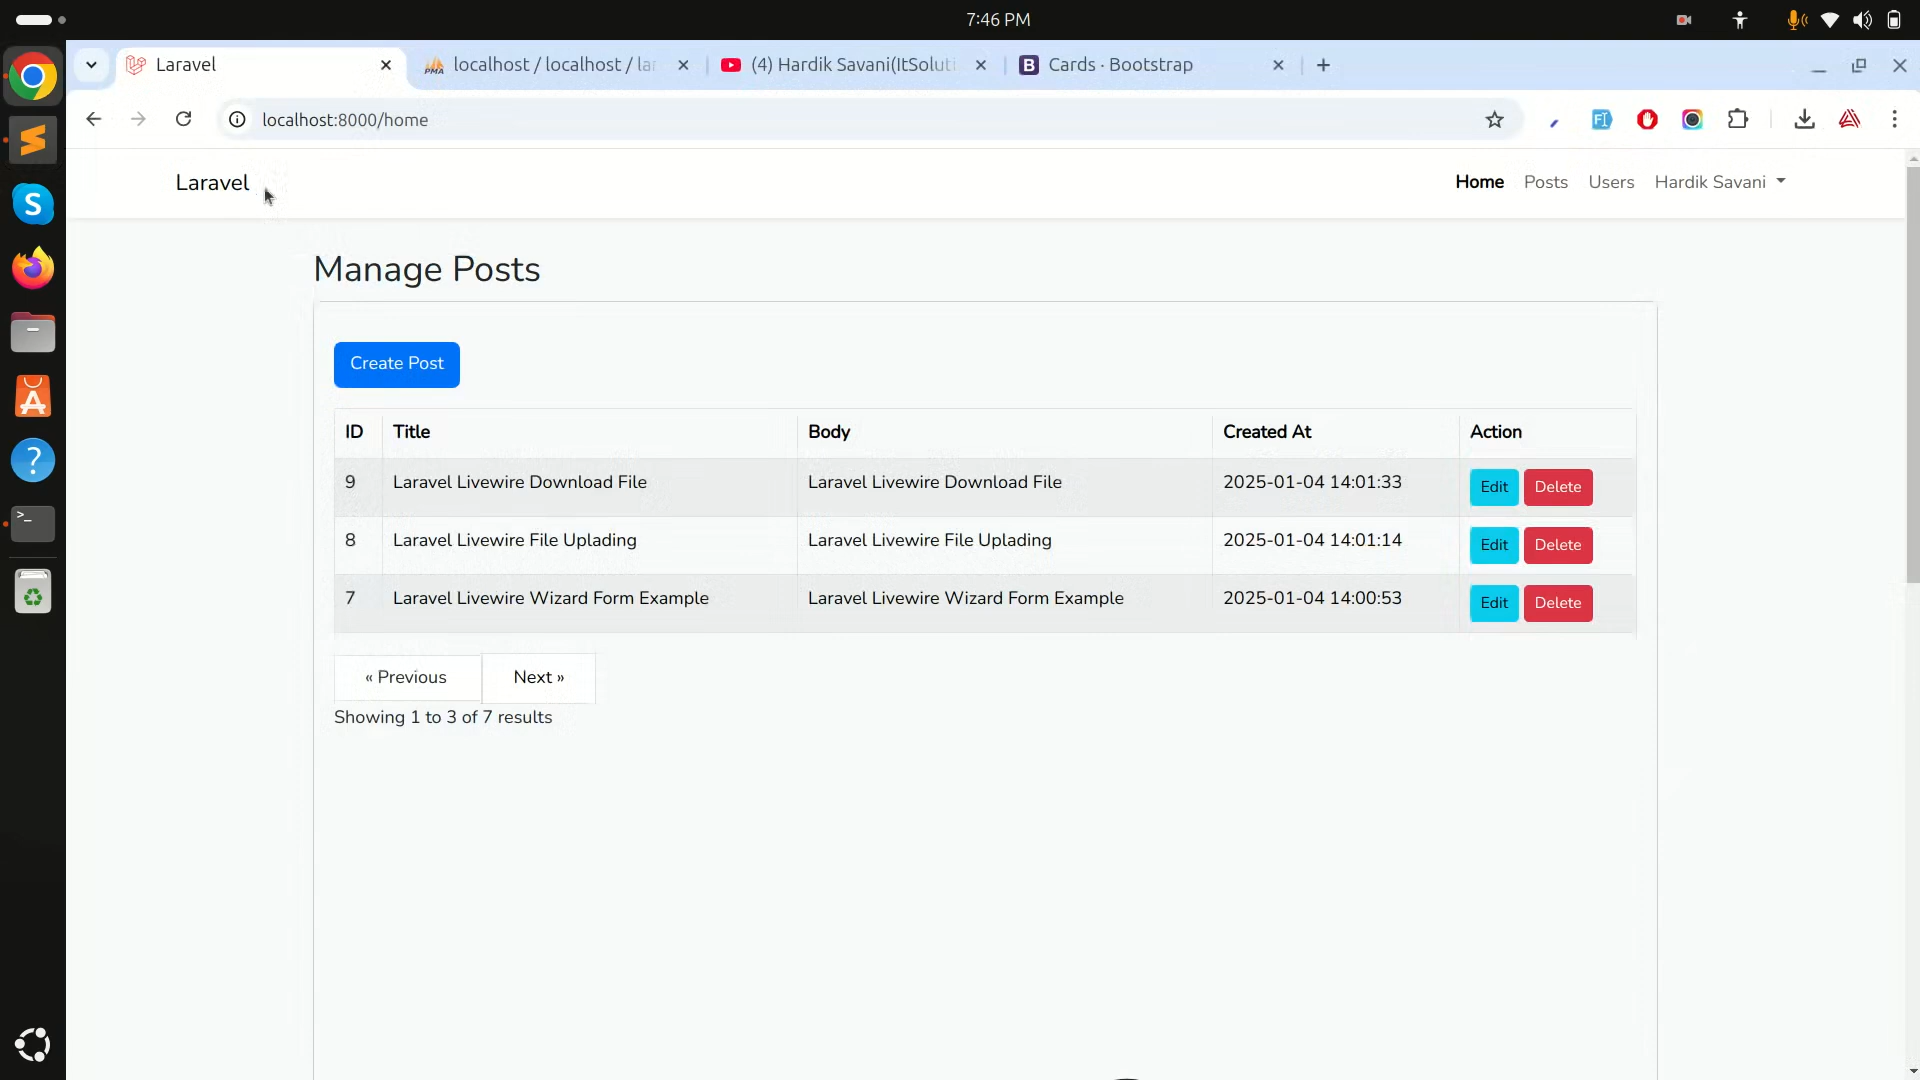 7:46 PM
Laravel
localhost / localhost / lar
(4) Hardik Savani(ItSoluti
Cards · Bootstrap
localhost:8000/home
Laravel
Home
Posts
Users
Hardik Savani
Manage Posts
Create Post
ID Title Body Created At Action
9 Laravel Livewire Download File Laravel Livewire Download File 2025-01-04 14:01:33 Edit Delete
8 Laravel Livewire File Uplading Laravel Livewire File Uplading 2025-01-04 14:01:14 Edit Delete
7 Laravel Livewire Wizard Form Example Laravel Livewire Wizard Form Example 2025-01-04 14:00:53 Edit Delete
« Previous Next »
Showing 1 to 3 of 7 results